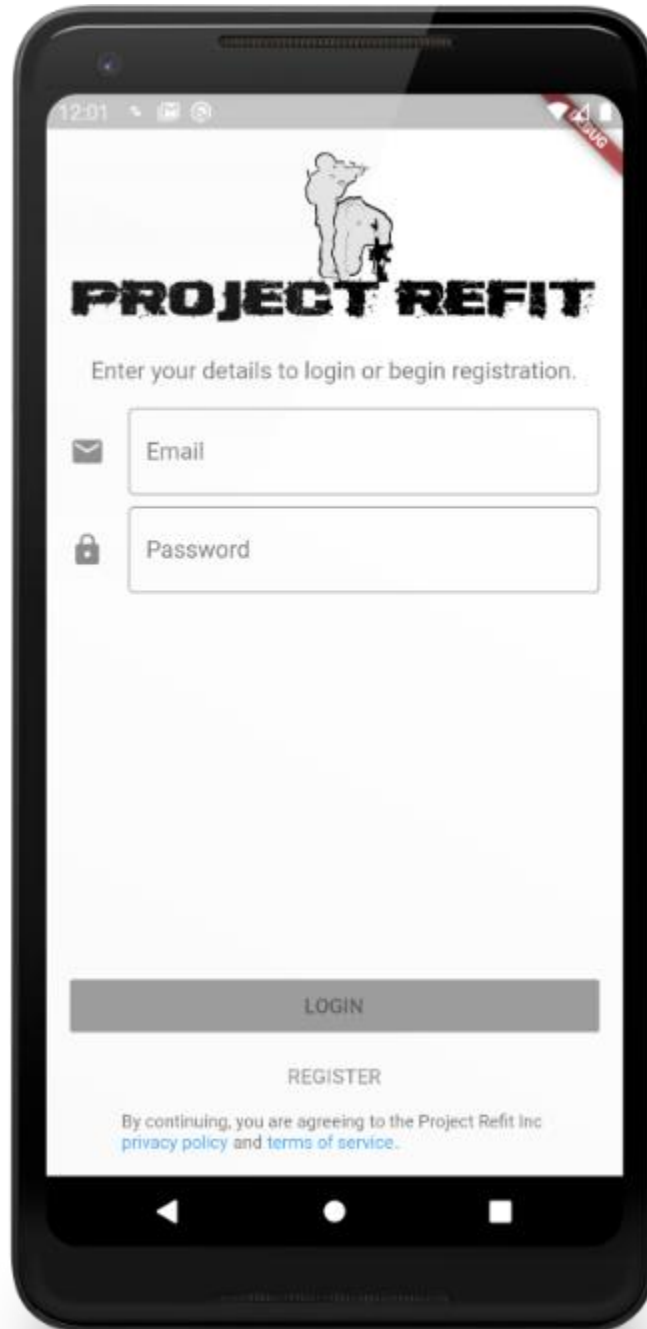 12:01
DEBUG
PROJECT REFIT
Enter your details to login or begin registration.
Email
Password
LOGIN
REGISTER
By continuing, you are agreeing to the Project Refit Inc
privacy policy and terms of service.